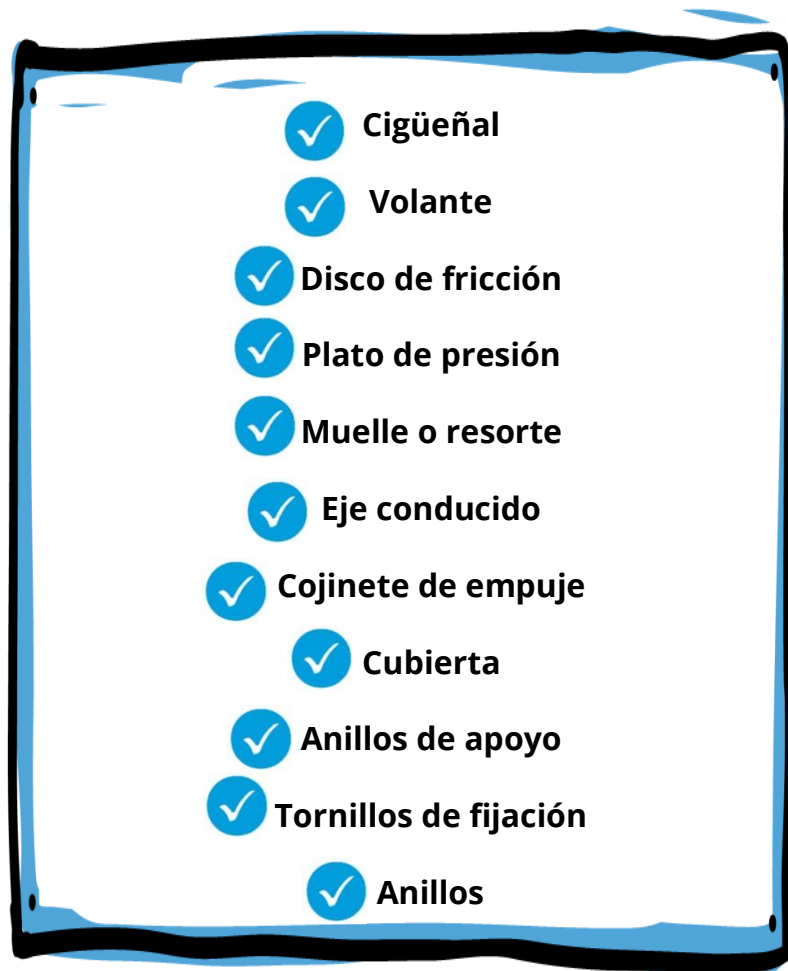 Cigüeñal
Volante
Disco de fricción
Plato de presión
Muelle o resorte
Eje conducido
Cojinete de empuje
Cubierta
Anillos de apoyo
Tornillos de fijación
Anillos